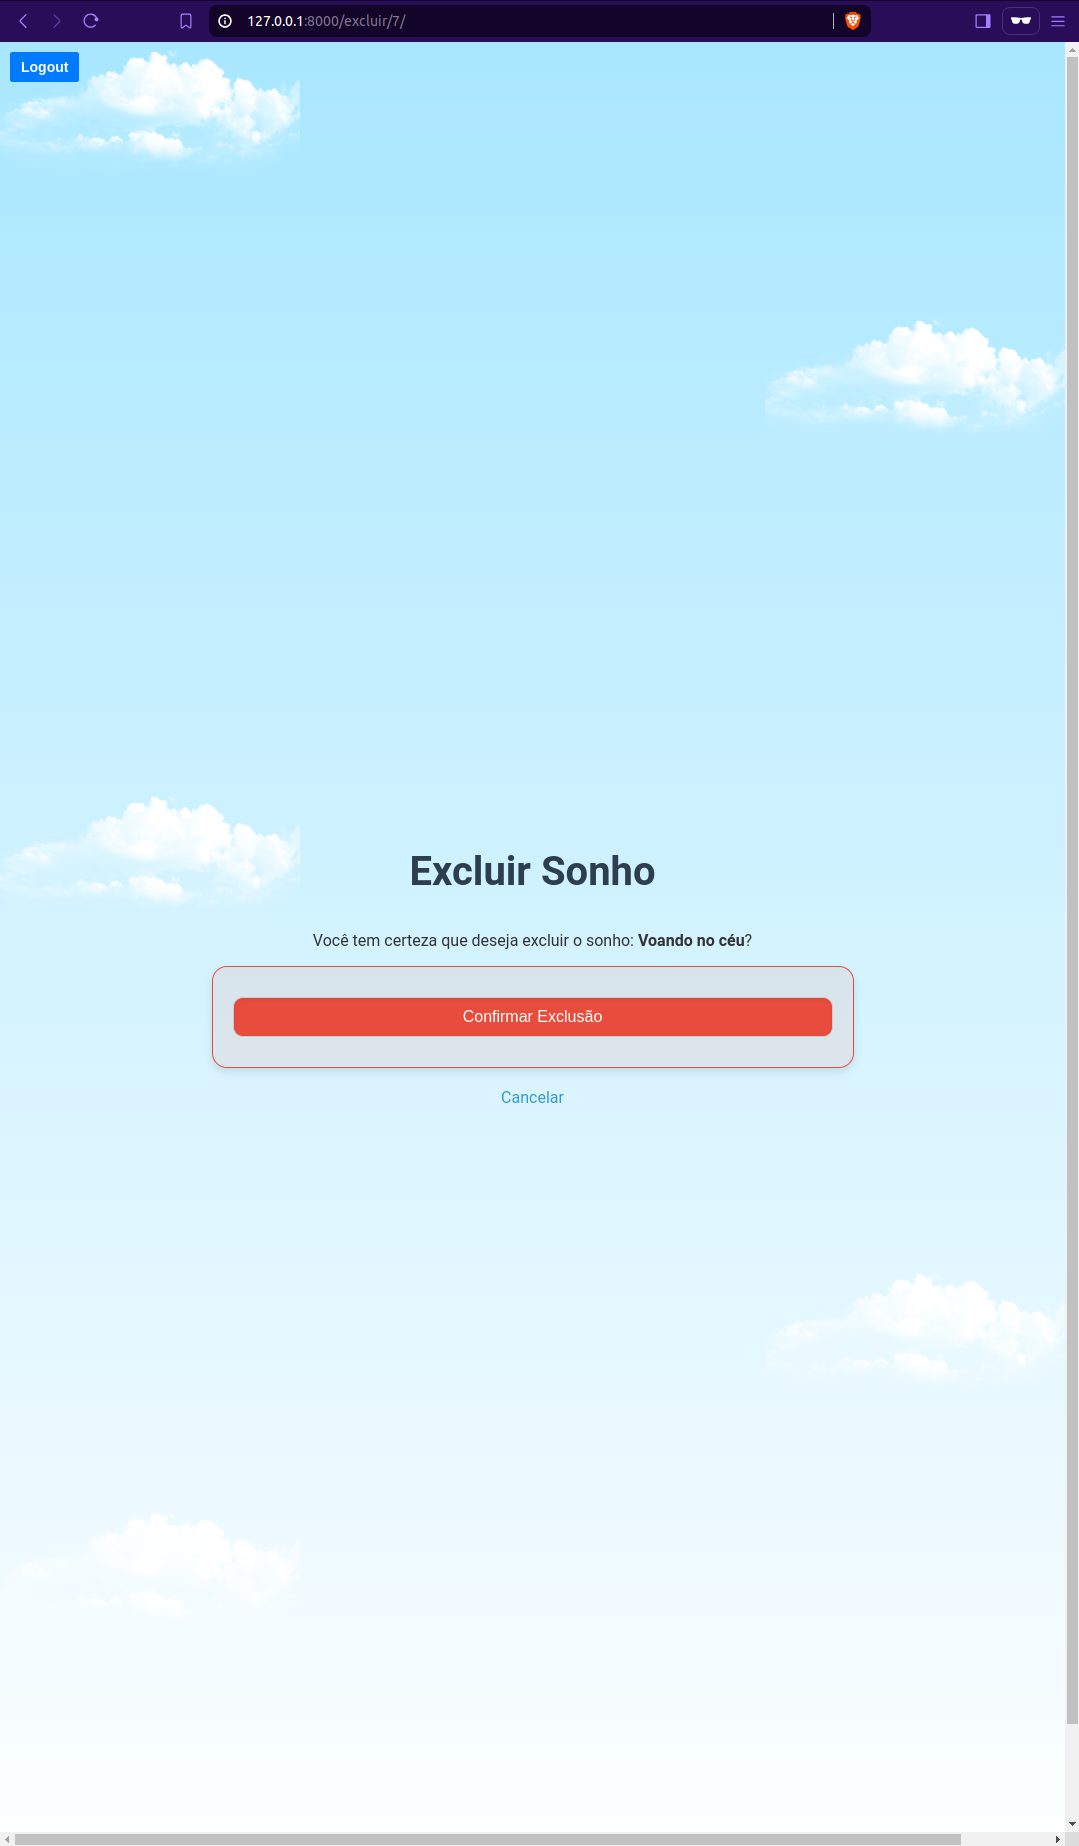 127.0.0.1:8000/excluir/7/
Logout
Excluir Sonho
Você tem certeza que deseja excluir o sonho: Voando no céu?
Confirmar Exclusão
Cancelar